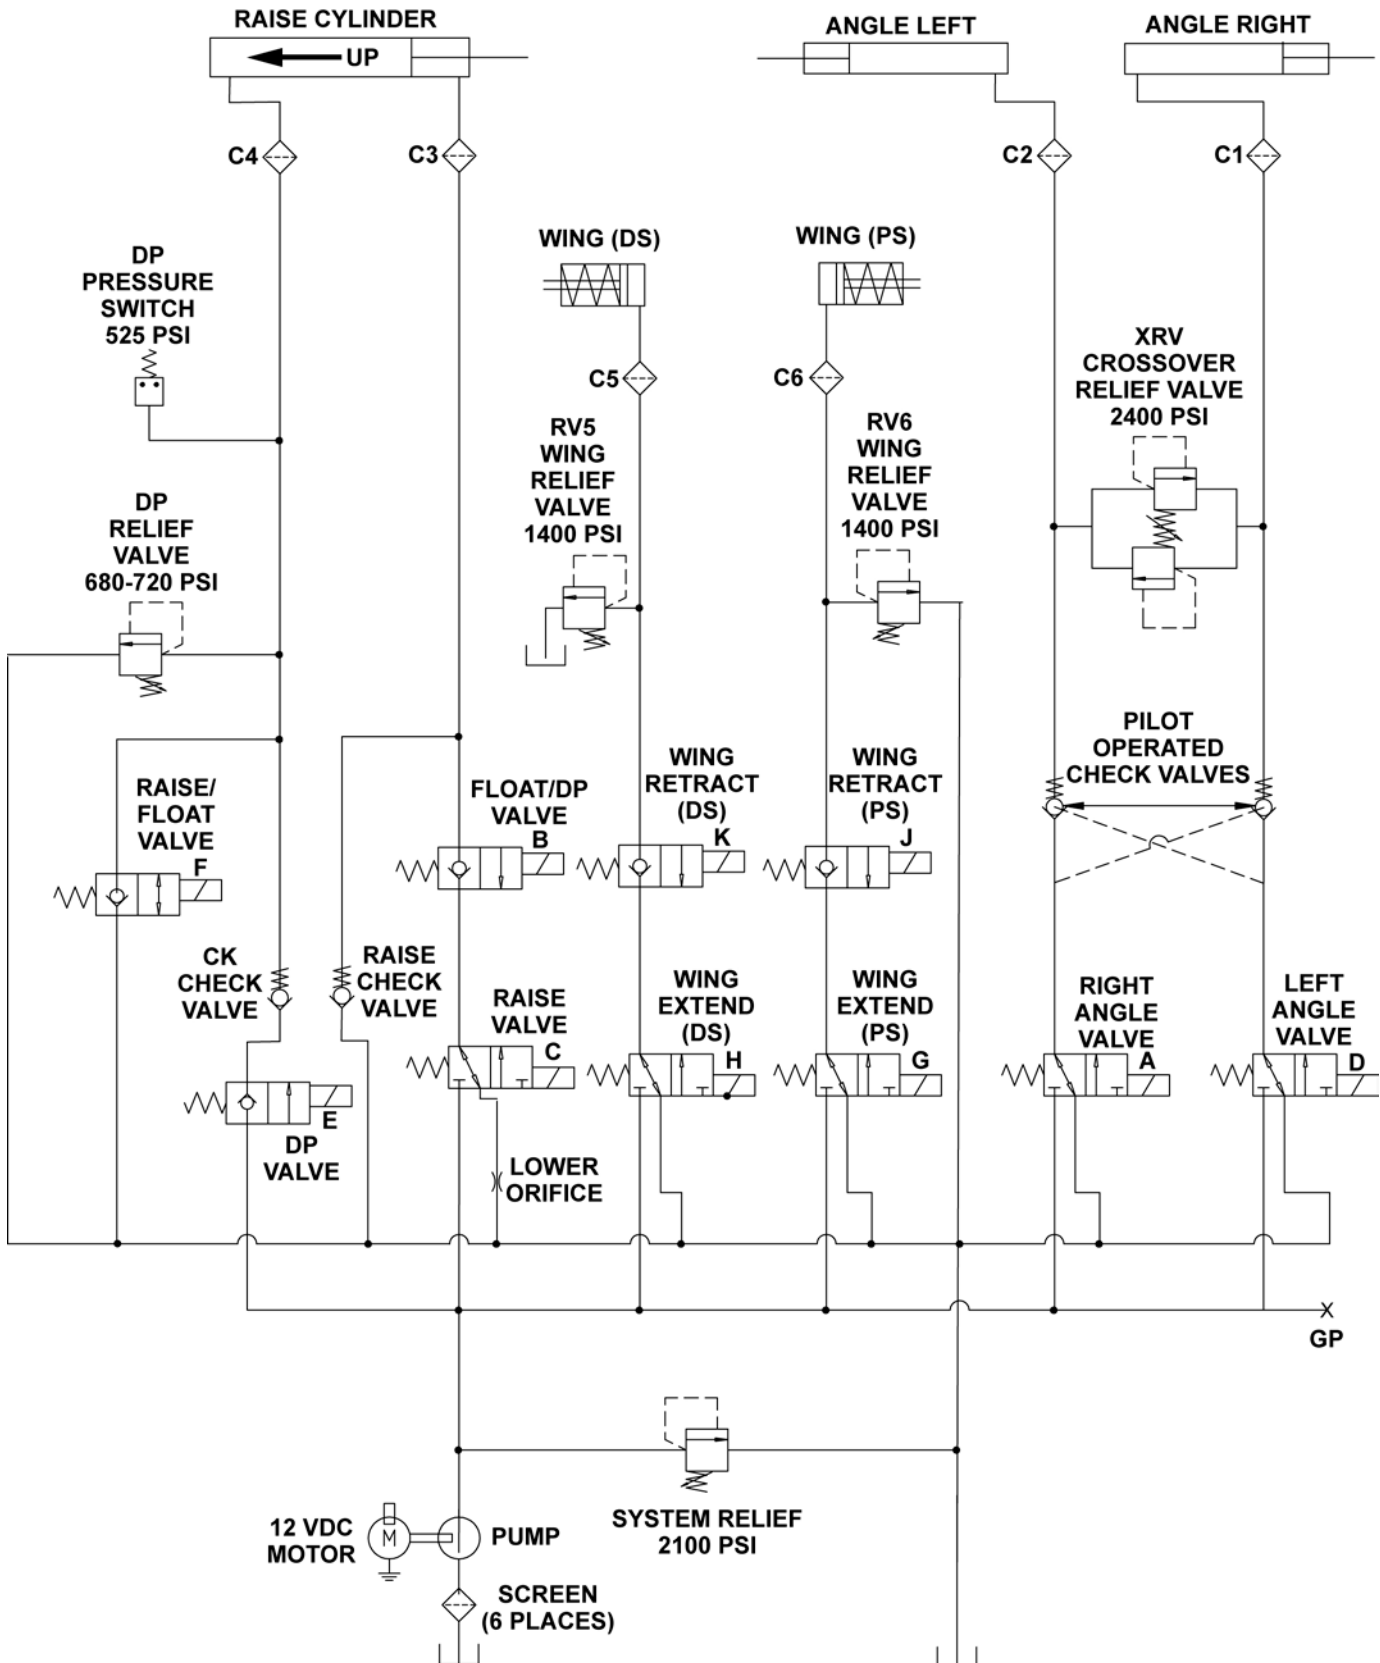 RAISE CYLINDER
UP
ANGLE LEFT
ANGLE RIGHT
C4
C3
C2
C1
DP
PRESSURE
SWITCH
525 PSI
WING (DS)
WING (PS)
C5
C6
XRV
CROSSOVER
RELIEF VALVE
2400 PSI
DP
RELIEF
VALVE
680-720 PSI
RV5
WING
RELIEF
VALVE
1400 PSI
RV6
WING
RELIEF
VALVE
1400 PSI
PILOT
OPERATED
CHECK VALVES
RAISE/
FLOAT
VALVE
F
FLOAT/DP
VALVE
B
WING
RETRACT
(DS)
K
WING
RETRACT
(PS)
J
CK
CHECK
VALVE
RAISE
CHECK
VALVE
RAISE
VALVE
C
WING
EXTEND
(DS)
H
WING
EXTEND
(PS)
G
RIGHT
ANGLE
VALVE
A
LEFT
ANGLE
VALVE
D
E
DP
VALVE
LOWER
ORIFICE
X
GP
SYSTEM RELIEF
2100 PSI
12 VDC
MOTOR
M
PUMP
SCREEN
(6 PLACES)